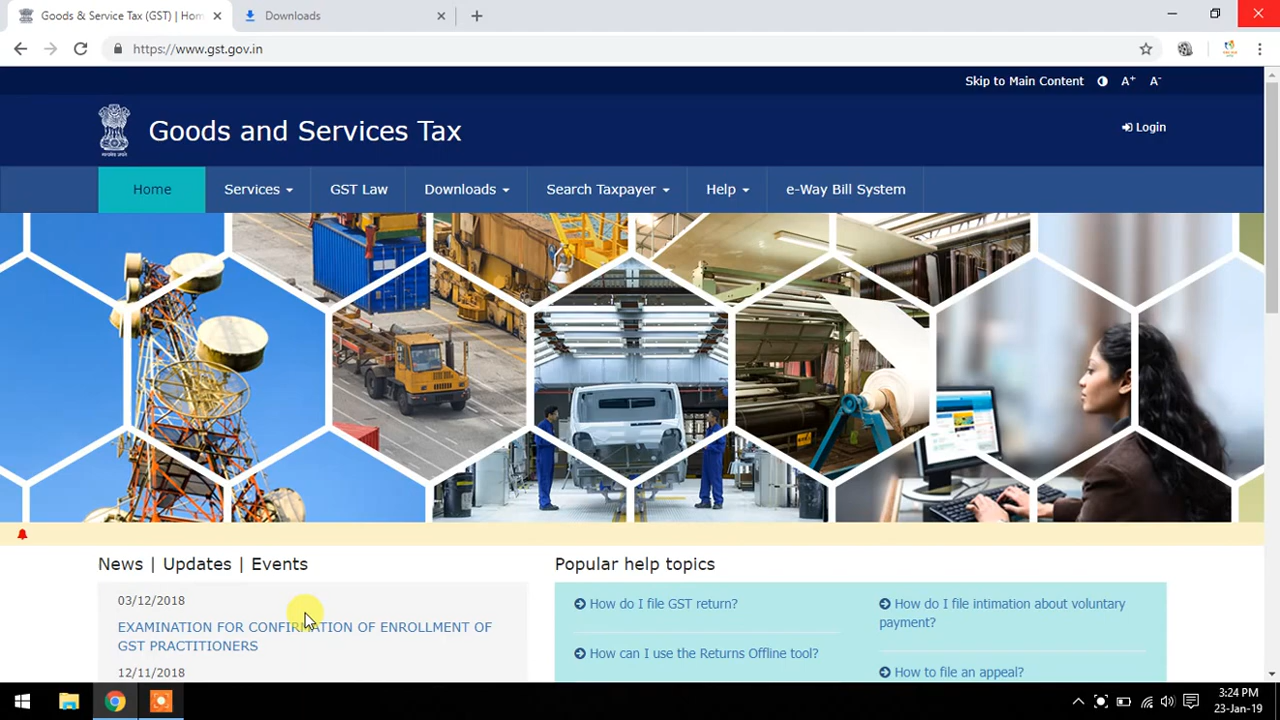 Goods & Service Tax (GST) | Hom
Downloads
https://www.gst.gov.in
Skip to Main Content A+ A-
Goods and Services Tax
Login
Home Services GST Law Downloads Search Taxpayer Help e-Way Bill System
News | Updates | Events
03/12/2018
EXAMINATION FOR CONFIRMATION OF ENROLLMENT OF
GST PRACTITIONERS
12/11/2018
Popular help topics
How do I file GST return?
How can I use the Returns Offline tool?
How do I file intimation about voluntary
payment?
How to file an appeal?
3:24 PM
23-Jan-19